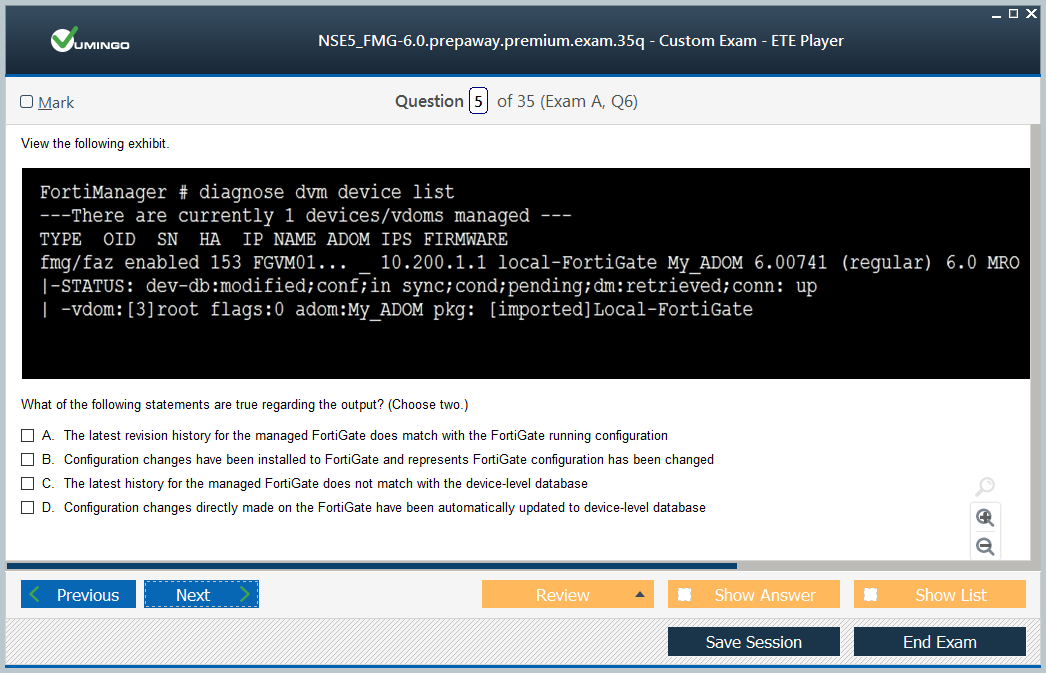 VUMINGO
NSE5_FMG-6.0.prepaway.premium.exam.35q - Custom Exam - ETE Player
Mark
Question 5 of 35 (Exam A, Q6)
View the following exhibit.
FortiManager # diagnose dvm device list
---There are currently 1 devices/vdoms managed ---
TYPE OID SN HA IP NAME ADOM IPS FIRMWARE
fmg/faz enabled 153 FGVM01... _ 10.200.1.1 local-FortiGate My_ADOM 6.00741 (regular) 6.0 MRO
|-STATUS: dev-db:modified;conf;in sync;cond;pending;dm:retrieved;conn: up
| -vdom:[3]root flags:0 adom:My_ADOM pkg: [imported]Local-FortiGate
What of the following statements are true regarding the output? (Choose two.)
A. The latest revision history for the managed FortiGate does match with the FortiGate running configuration
B. Configuration changes have been installed to FortiGate and represents FortiGate configuration has been changed
C. The latest history for the managed FortiGate does not match with the device-level database
D. Configuration changes directly made on the FortiGate have been automatically updated to device-level database
Previous
Next
Review
Show Answer
Show List
Save Session
End Exam